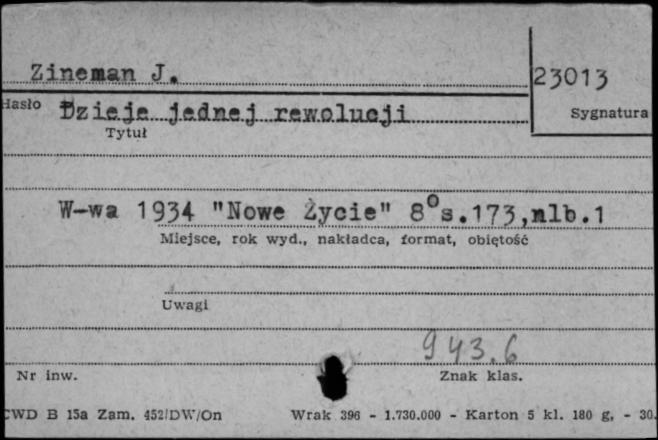 Zineman J.
23013
Hasło Dzieje jednej rewolucji
Sygnatura
Tytuł
W-wa 1934 "Nowe Życie" 8° s.173,nlb.1
Miejsce, rok wyd., nakładca, format, obiętość
Uwagi
943.6
Nr inw.
Znak klas.
CWD B 15a Zam. 452/DW/On Wrak 396 - 1.730.000 - Karton 5 kl. 180 g, - 30.